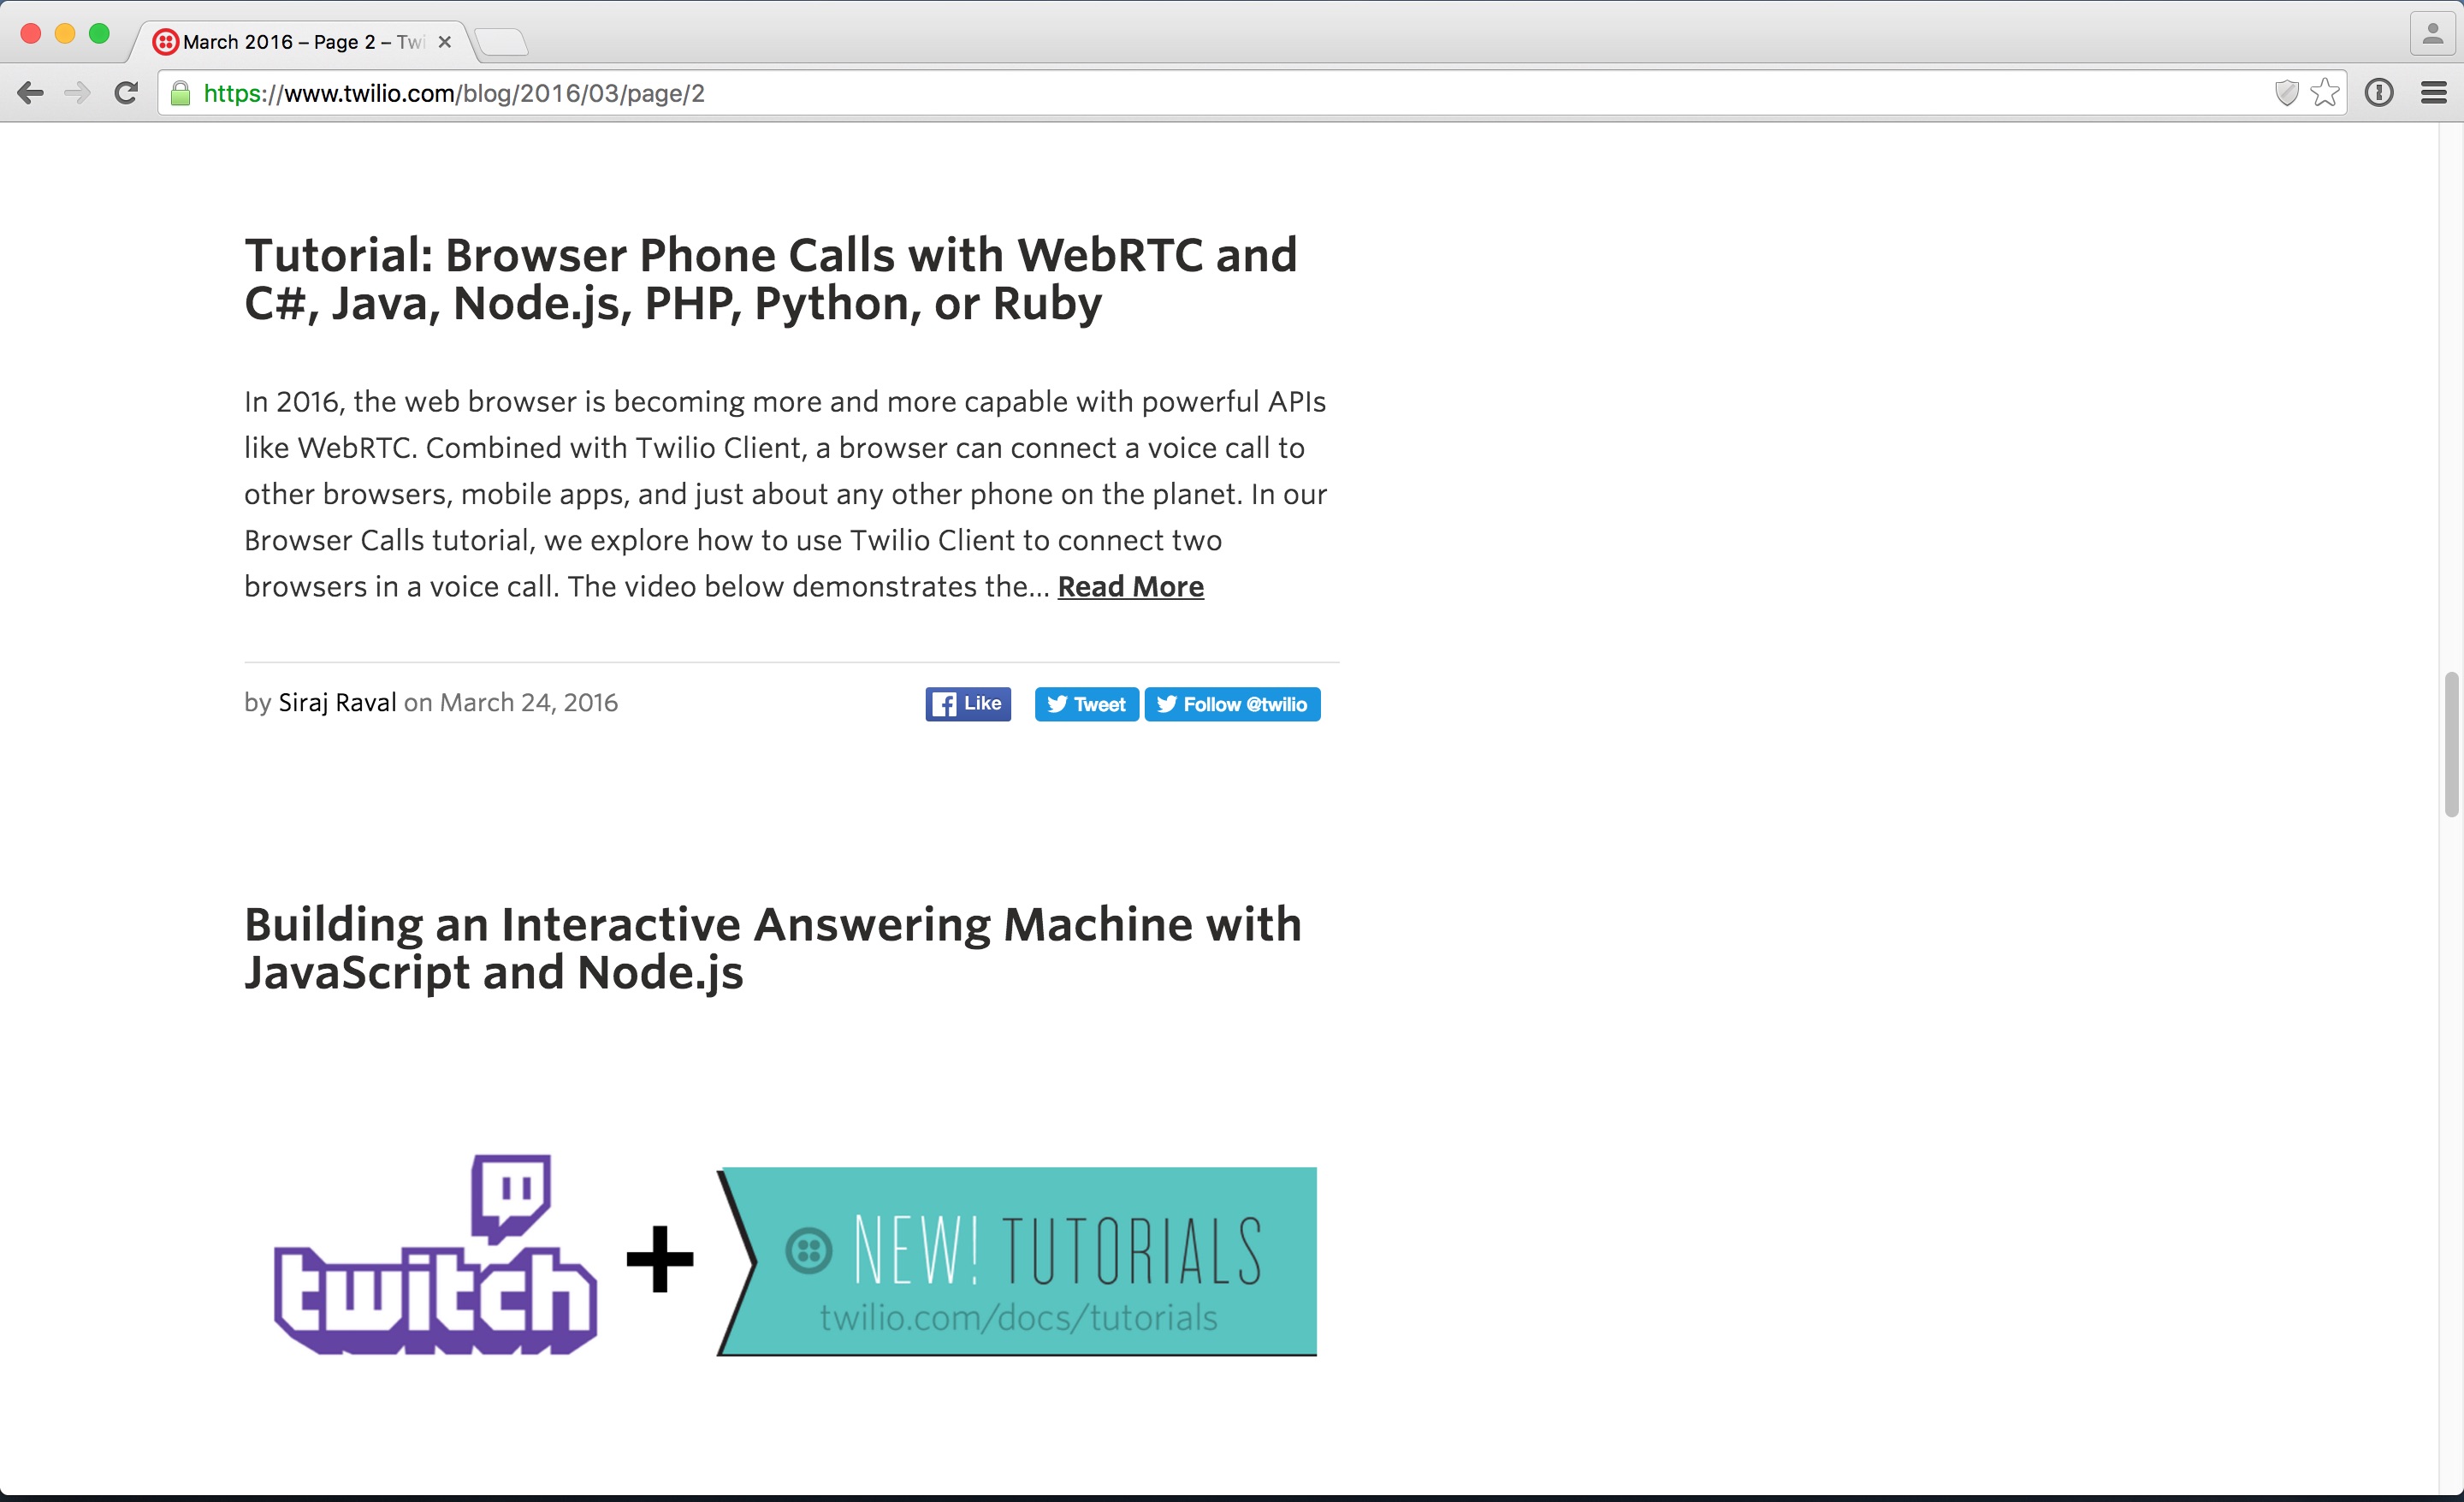 March 2016 – Page 2 – Twi
https://www.twilio.com/blog/2016/03/page/2
Tutorial: Browser Phone Calls with WebRTC and
C#, Java, Node.js, PHP, Python, or Ruby
In 2016, the web browser is becoming more and more capable with powerful APIs
like WebRTC. Combined with Twilio Client, a browser can connect a voice call to
other browsers, mobile apps, and just about any other phone on the planet. In our
Browser Calls tutorial, we explore how to use Twilio Client to connect two
browsers in a voice call. The video below demonstrates the... Read More
by Siraj Raval on March 24, 2016
Like
Tweet
Follow @twilio
Building an Interactive Answering Machine with
JavaScript and Node.js
twitch
+
NEW! TUTORIALS
twilio.com/docs/tutorials